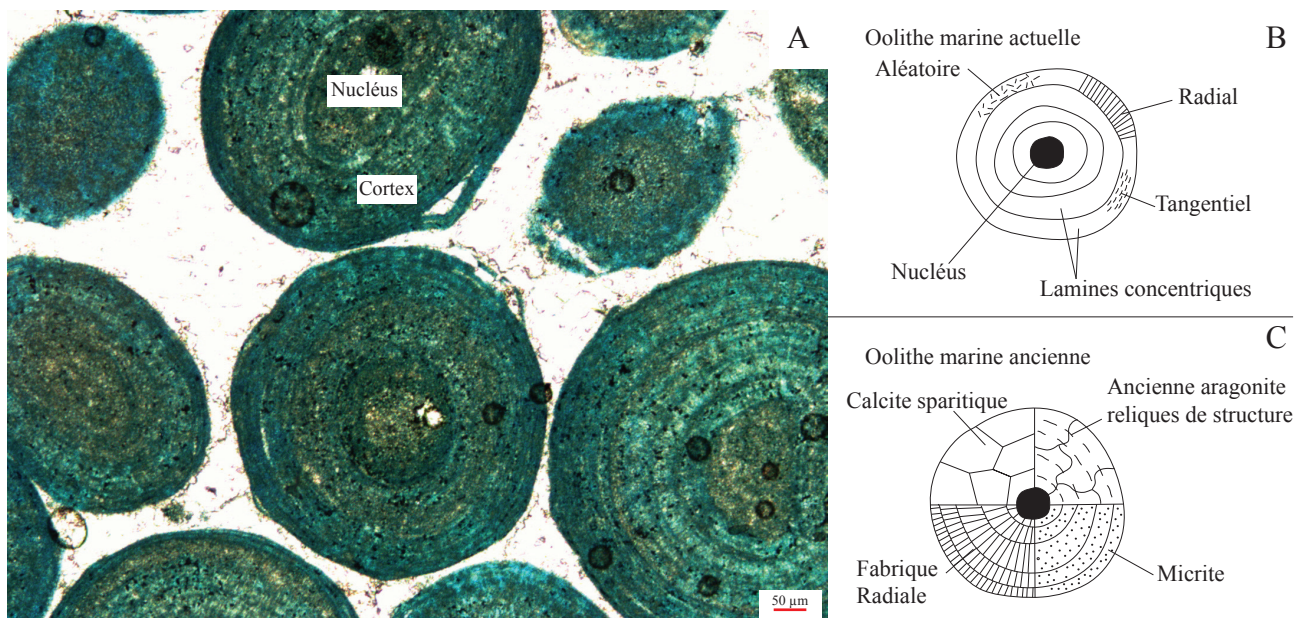 A
Nucléus
Cortex
50 µm
B
Oolithe marine actuelle
Aléatoire
Radial
Tangentiel
Nucléus
Lamines concentriques
C
Oolithe marine ancienne
Calcite sparitique
Ancienne aragonite
reliques de structure
Fabrique
Radiale
Micrite